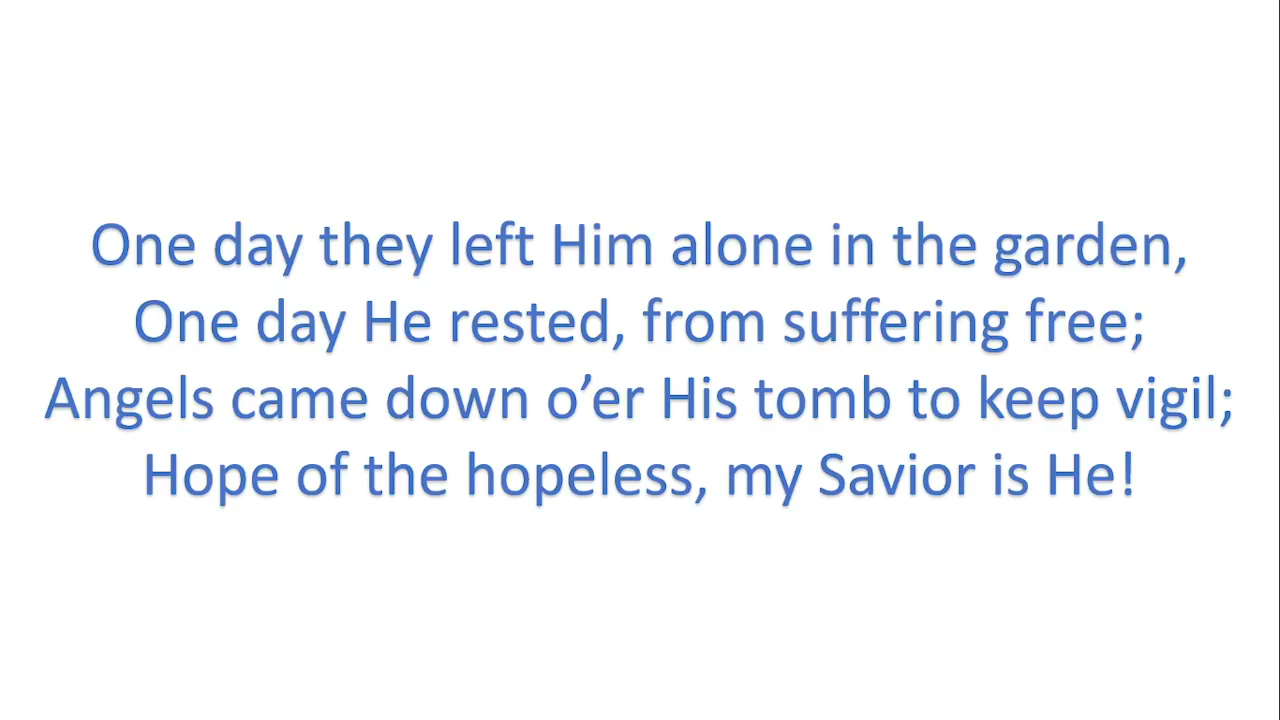 One day they left Him alone in the garden,
One day He rested, from suffering free;
Angels came down o’er His tomb to keep vigil;
Hope of the hopeless, my Savior is He!